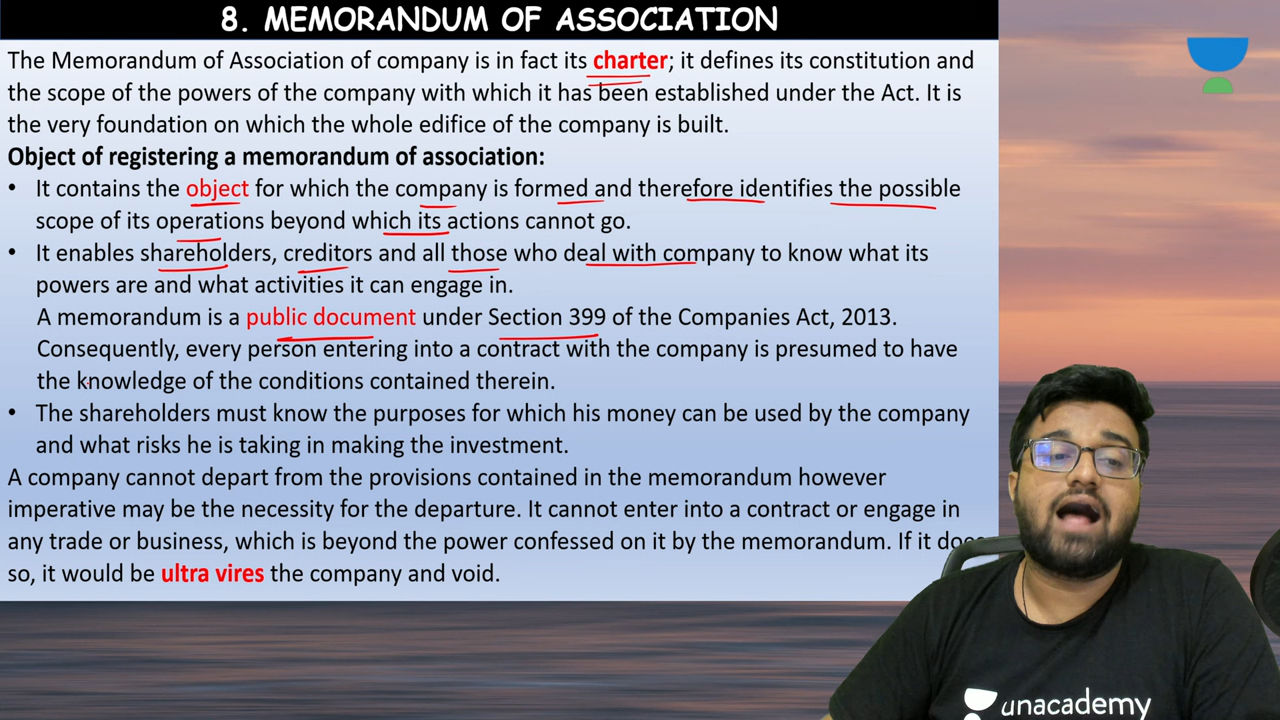 8. MEMORANDUM OF ASSOCIATION
The Memorandum of Association of company is in fact its charter; it defines its constitution and
the scope of the powers of the company with which it has been established under the Act. It is
the very foundation on which the whole edifice of the company is built.
Object of registering a memorandum of association:
• It contains the object for which the company is formed and therefore identifies the possible
scope of its operations beyond which its actions cannot go.
• It enables shareholders, creditors and all those who deal with company to know what its
powers are and what activities it can engage in.
A memorandum is a public document under Section 399 of the Companies Act, 2013.
Consequently, every person entering into a contract with the company is presumed to have
the knowledge of the conditions contained therein.
• The shareholders must know the purposes for which his money can be used by the company
and what risks he is taking in making the investment.
A company cannot depart from the provisions contained in the memorandum however
imperative may be the necessity for the departure. It cannot enter into a contract or engage in
any trade or business, which is beyond the power confessed on it by the memorandum. If it does
so, it would be ultra vires the company and void.
unacademy